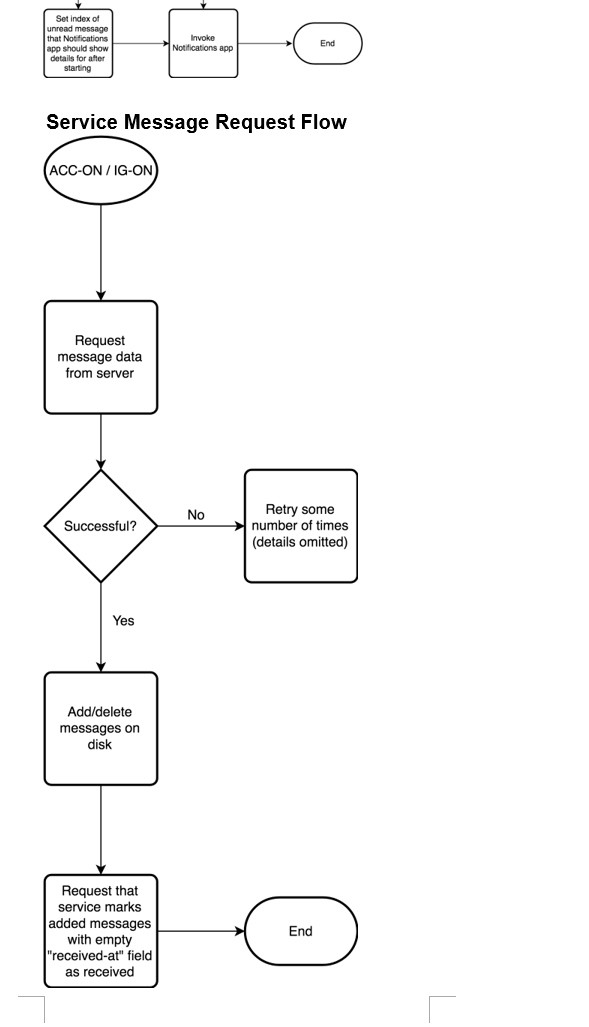 Set index of
unread message
that Notifications
app should show
details for after
starting
Invoke
Notifications app
End
Service Message Request Flow
ACC-ON / IG-ON
Request
message data
from server
Successful?
No
Retry some
number of times
(details omitted)
Yes
Add/delete
messages on
disk
Request that
service marks
added messages
with empty
"received-at" field
as received
End